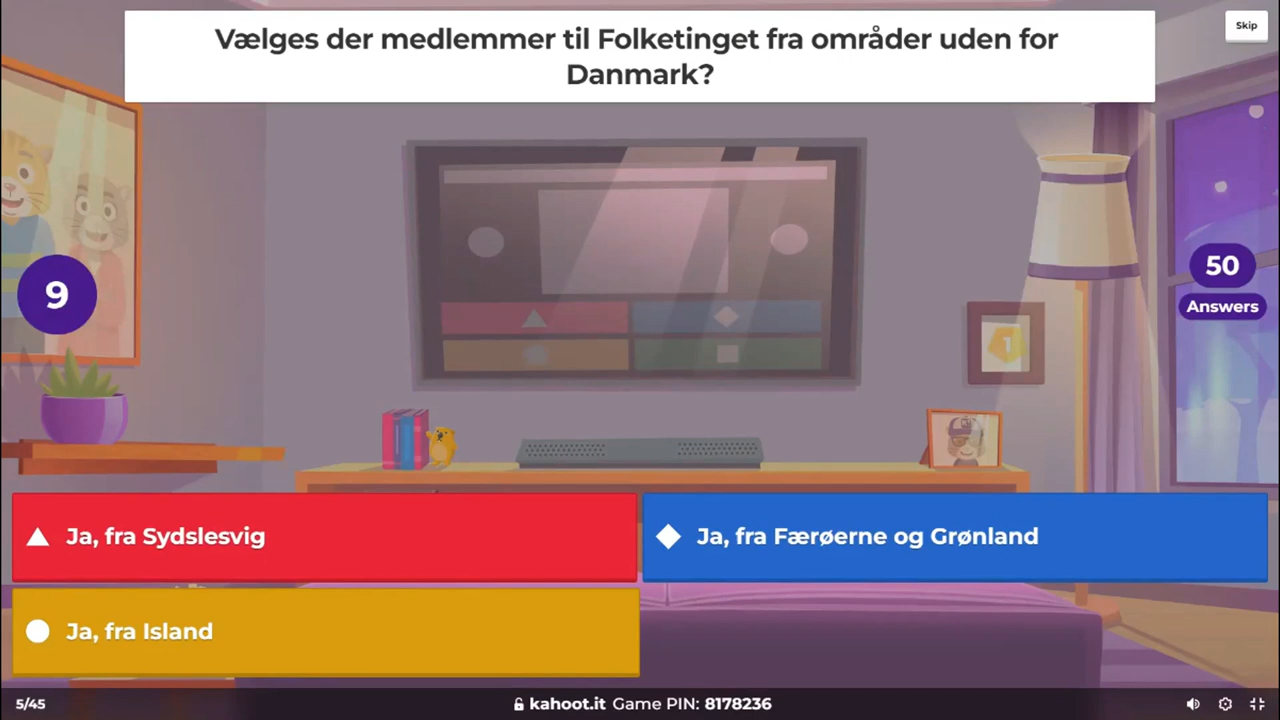 Vælges der medlemmer til Folketinget fra områder uden for
Danmark?
Skip
9
50
Answers
1
Ja, fra Sydslesvig
Ja, fra Færøerne og Grønland
Ja, fra Island
5/45
kahoot.it Game PIN: 8178236